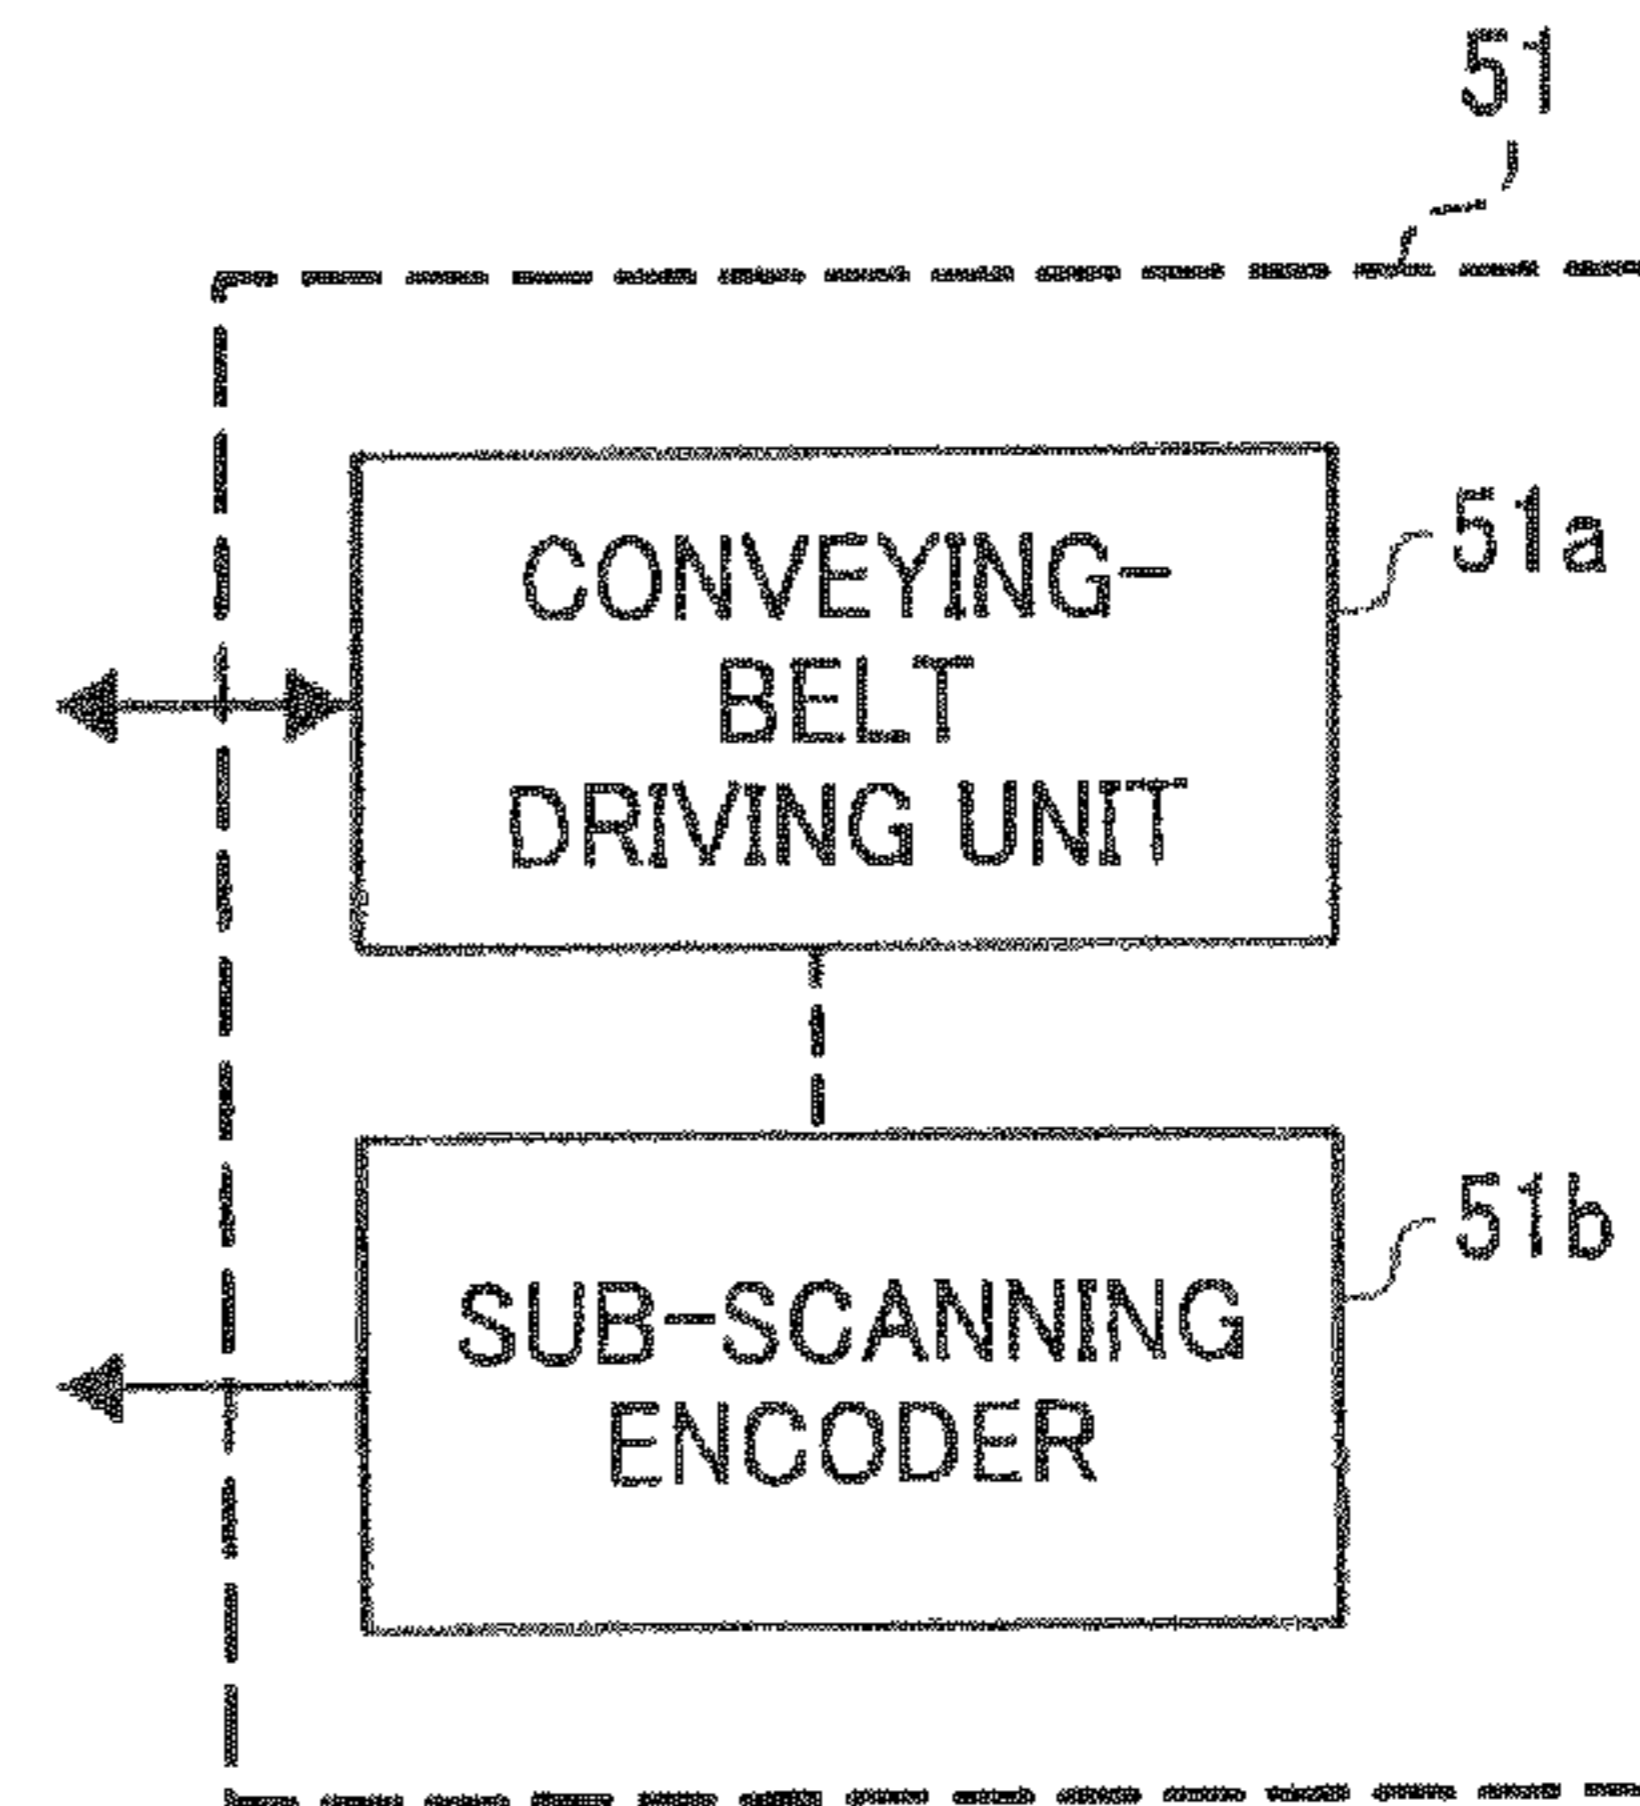 51
CONVEYING-
BELT
DRIVING UNIT
51a
SUB-SCANNING
ENCODER
51b